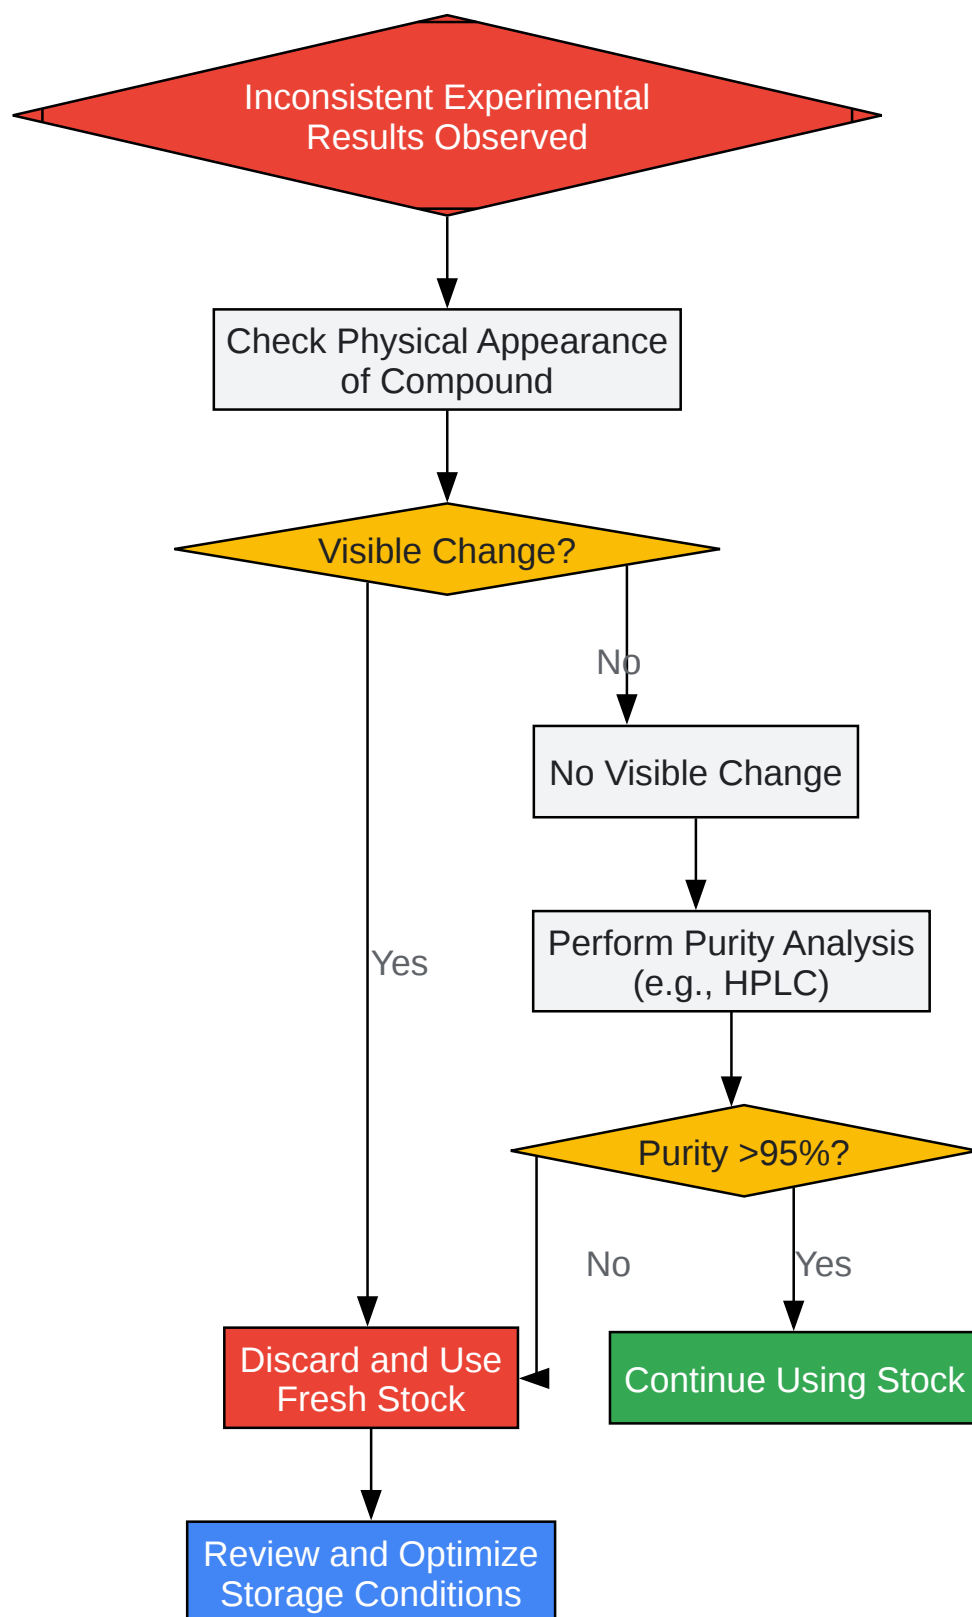 Inconsistent Experimental
Results Observed
Check Physical Appearance
of Compound
Visible Change?
No
No Visible Change
Yes
Perform Purity Analysis
(e.g., HPLC)
Purity >95%?
No
Yes
Discard and Use
Fresh Stock
Continue Using Stock
Review and Optimize
Storage Conditions